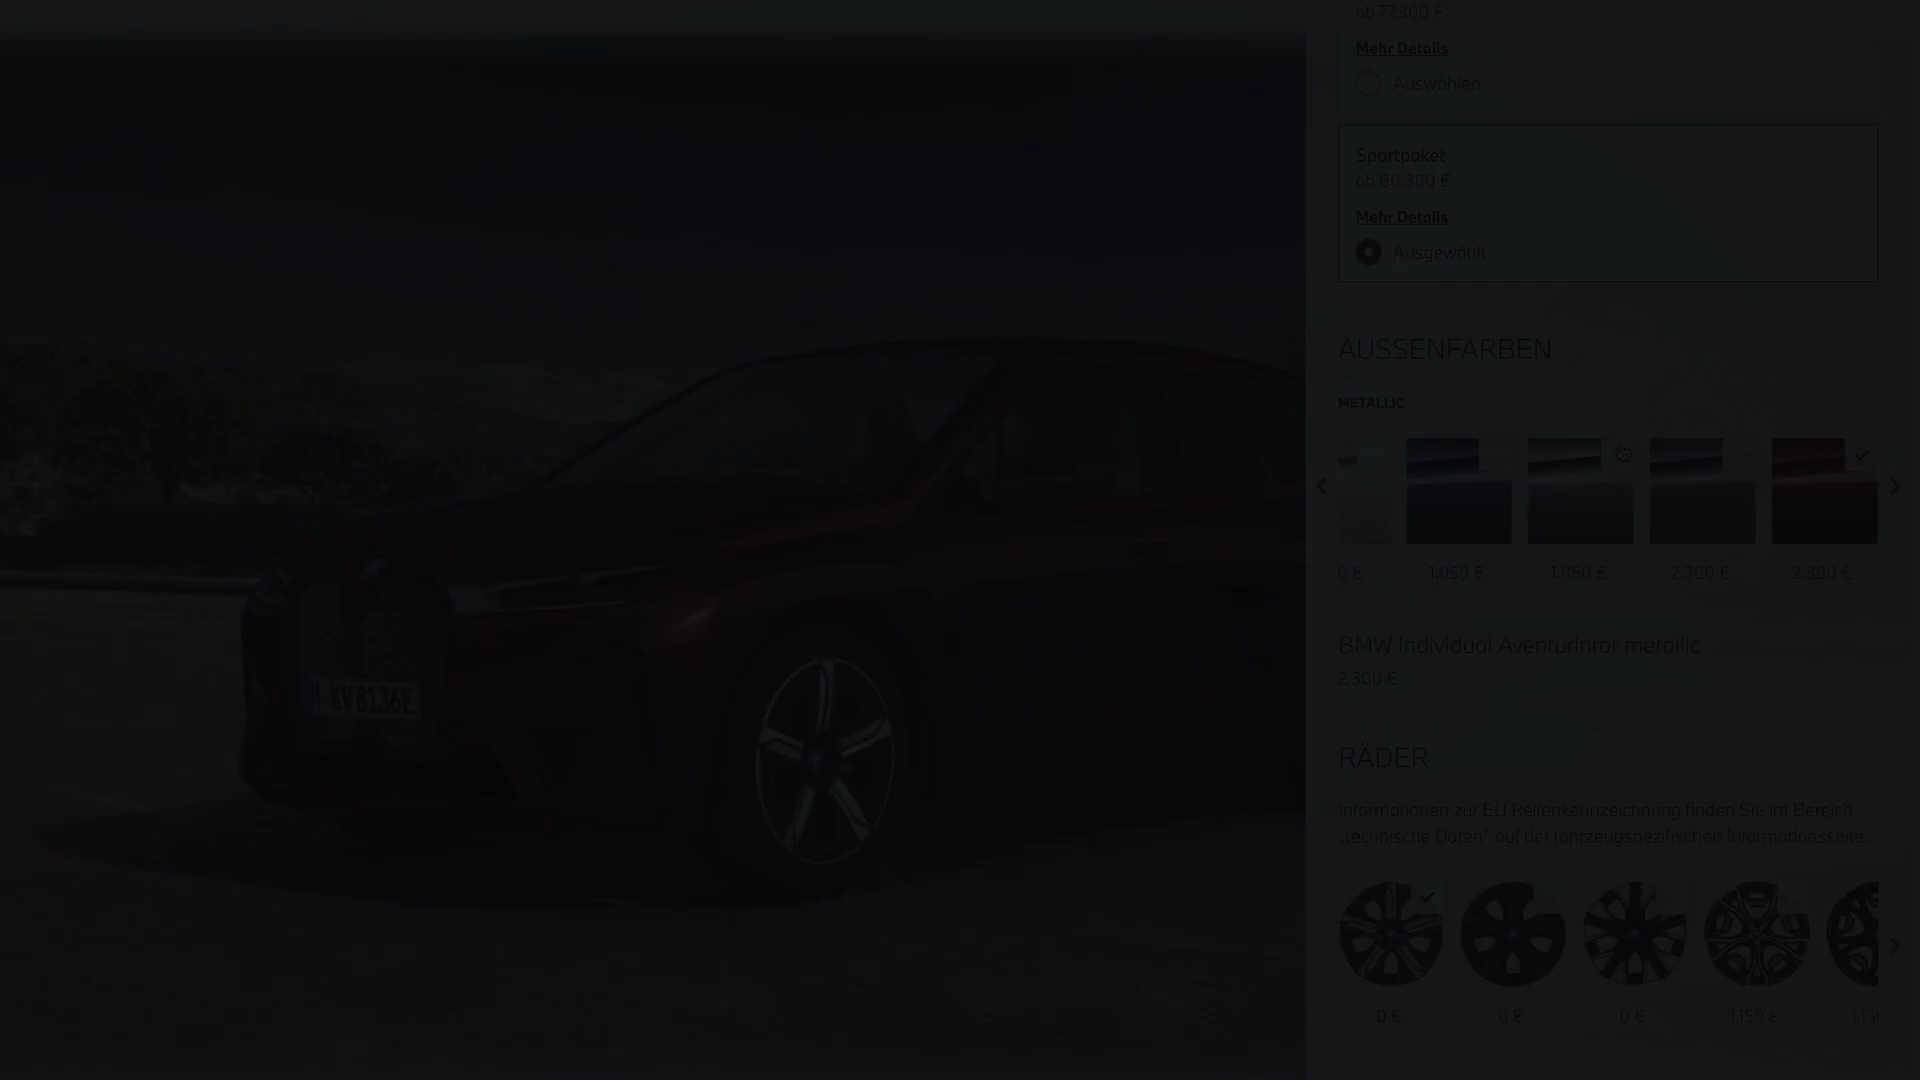 ab 77.300 €
Mehr Details
Auswählen
Sportpaket
ab 80.300 €
Mehr Details
Ausgewählt
AUSSENFARBEN
METALLIC
0 €
1.050 €
1.050 €
2.300 €
2.300 €
BMW Individual Aventurinrot metallic
2.300 €
RÄDER
Informationen zur EU Reifenkennzeichnung finden Sie im Bereich
„technische Daten“ auf der fahrzeugspezifischen Informationsseite.
0 €
0 €
0 €
1.150 €
M KW 8136E